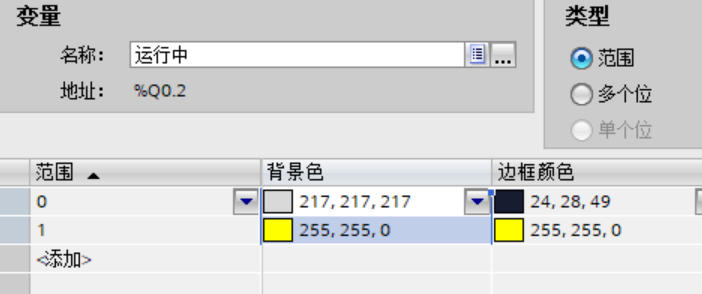 变量
类型
名称： 运行中 ...
地址： %Q0.2
范围
多个位
单个位
范围 背景色 边框颜色
0 217, 217, 217 24, 28, 49
1 255, 255, 0 255, 255, 0
<添加>